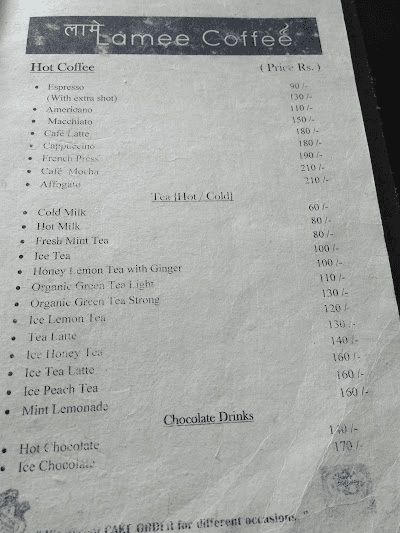 लामे Lamee Coffee
Hot Coffee ( Price Rs. )
• Espresso 90 /-
(With extra shot) 130 /-
• Americano 110 /-
• Macchiato 150 /-
• Café Latte 180 /-
• Cappuccino 180 /-
• French Press 190 /-
• Café Mocha 210 /-
• Affogato 210 /-
Tea [Hot / Cold]
• Cold Milk 60 /-
• Hot Milk 80 /-
• Fresh Mint Tea 80 /-
• Ice Tea 100 /-
• Honey Lemon Tea with Ginger 100 /-
• Organic Green Tea Light 110 /-
• Organic Green Tea Strong 130 /-
• Ice Lemon Tea 120 /
• Tea Latte 130 /-
• Ice Honey Tea 140 /-
• Ice Tea Latte 160 /-
• Ice Peach Tea 160 /-
• Mint Lemonade 160 /-
Chocolate Drinks
• Hot Chocolate 140 /-
• Ice Chocolate 170 /-
CAKE ORDER for different occasions. "